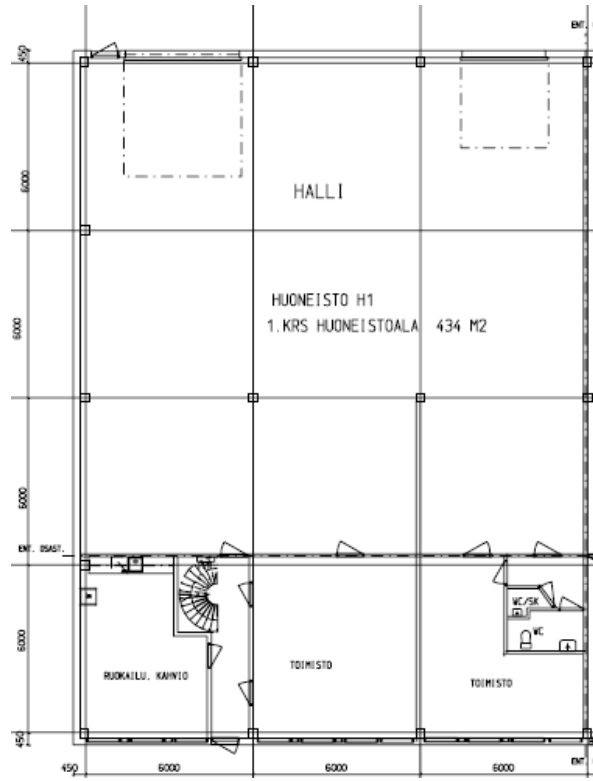 ENT.
450
6000
HALLI
HUONEISTO H1
1.KRS HUONEISTOALA 434 M2
6000
6000
ENT. OSAST.
WC/SK
WC
6000
RUOKAILU. KAHVIO
TOIMISTO
TOIMISTO
450
ENT.
450
6000
6000
6000